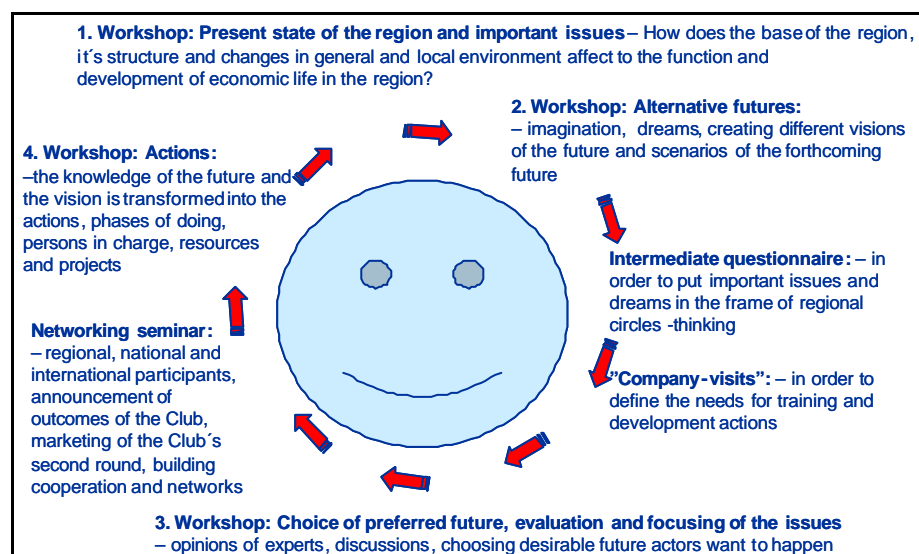 1. Workshop: Present state of the region and important issues – How does the base of the region,
it´s structure and changes in general and local environment affect to the function and
development of economic life in the region?
2. Workshop: Alternative futures:
– imagination, dreams, creating different visions
of the future and scenarios of the forthcoming
future
Intermediate questionnaire: – in
order to put important issues and
dreams in the frame of regional
circles -thinking
”Company-visits”: – in order to
define the needs for training and
development actions
3. Workshop: Choice of preferred future, evaluation and focusing of the issues
– opinions of experts, discussions, choosing desirable future actors want to happen
Networking seminar:
– regional, national and
international participants,
announcement of
outcomes of the Club,
marketing of the Club´s
second round, building
cooperation and networks
4. Workshop: Actions:
–the knowledge of the future and
the vision is transformed into the
actions, phases of doing,
persons in charge, resources
and projects